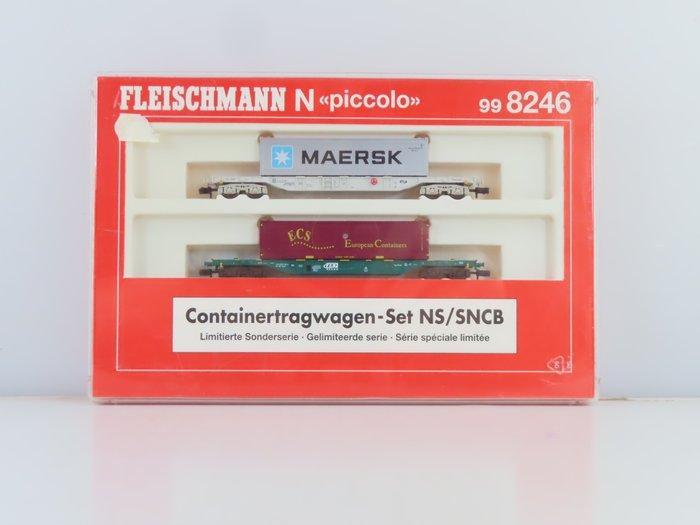 FLEISCHMANN N «piccolo» 99 8246
MAERSK
ECS European Containers
Containertragwagen-Set NS/SNCB
Limitierte Sonderserie · Gelimiteerde serie · Série spéciale limitée